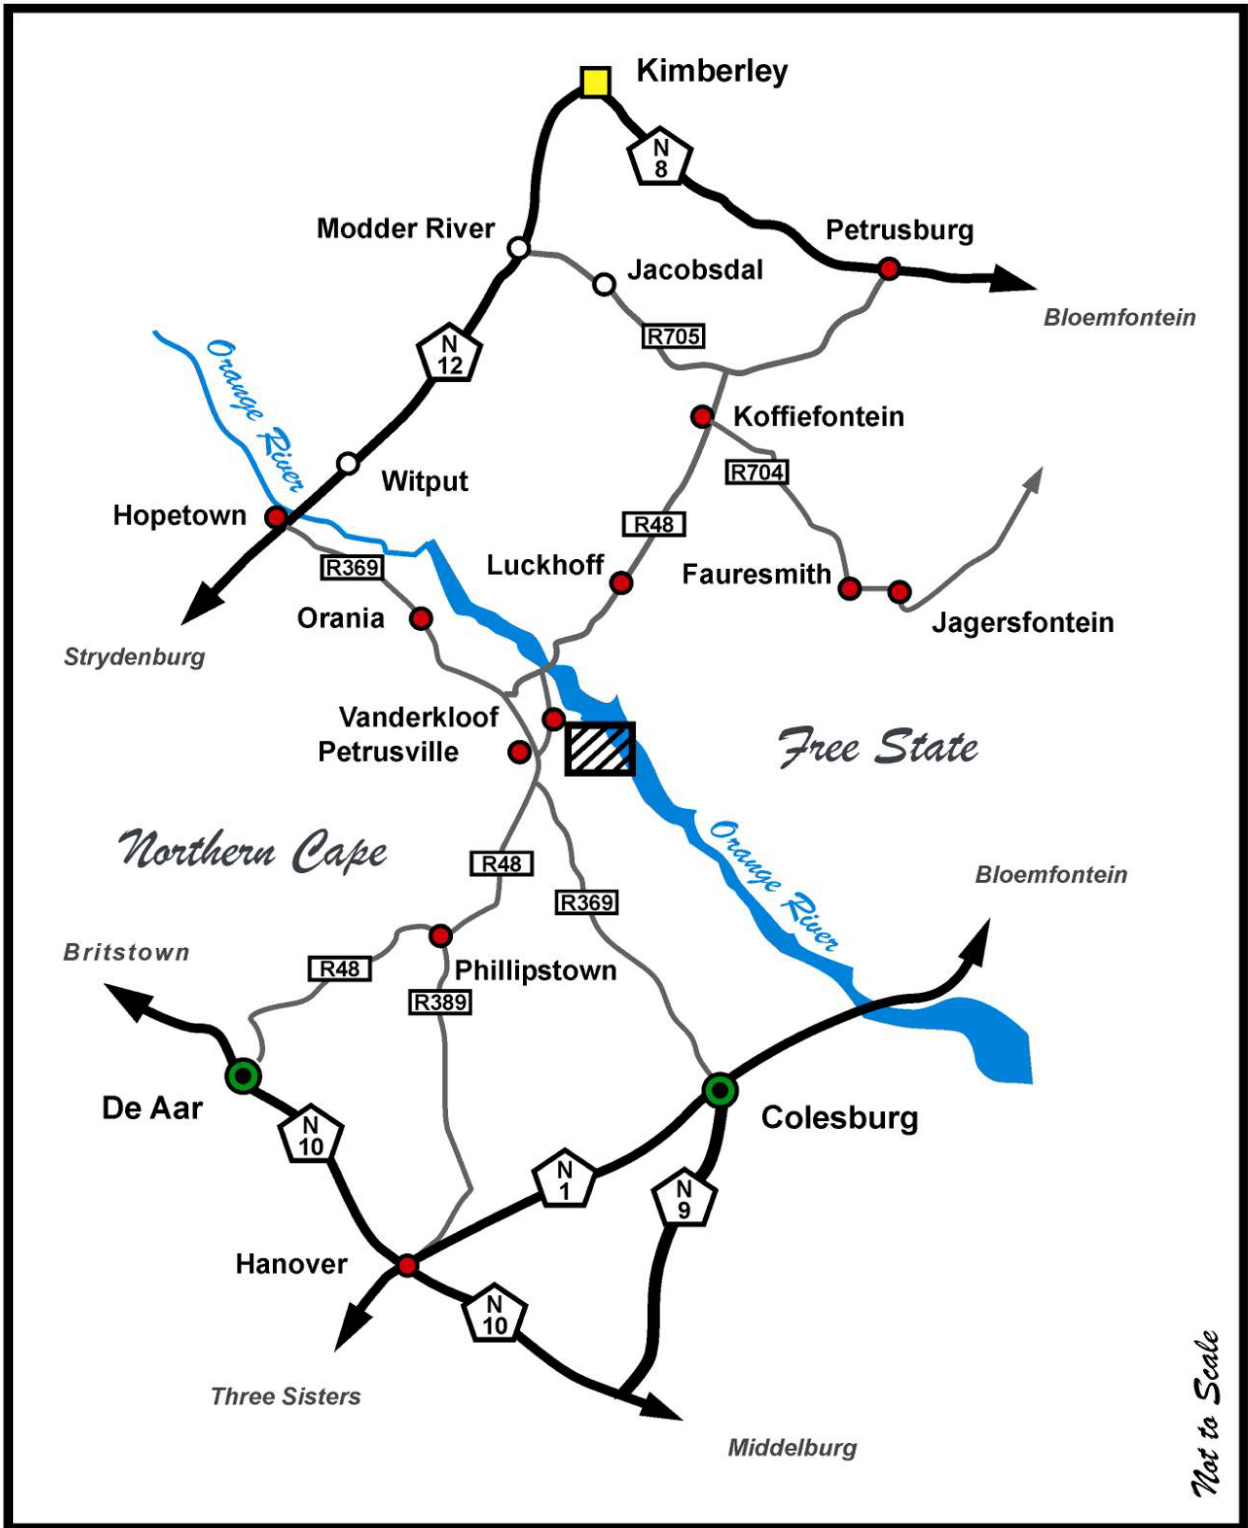 Kimberley
N
8
Modder River
Petrusburg
Jacobsdal
Bloemfontein
R705
N
12
Orange River
Koffiefontein
R704
Witput
Hopetown
R48
R369
Luckhoff
Fauresmith
Orania
Jagersfontein
Strydenburg
Vanderkloof
Petrusville
Free State
Northern Cape
Orange River
R48
Bloemfontein
R369
Britstown
R48
Phillipstown
R389
De Aar
Colesburg
N
10
N
1
N
9
Hanover
N
10
Three Sisters
Middelburg
Not to Scale